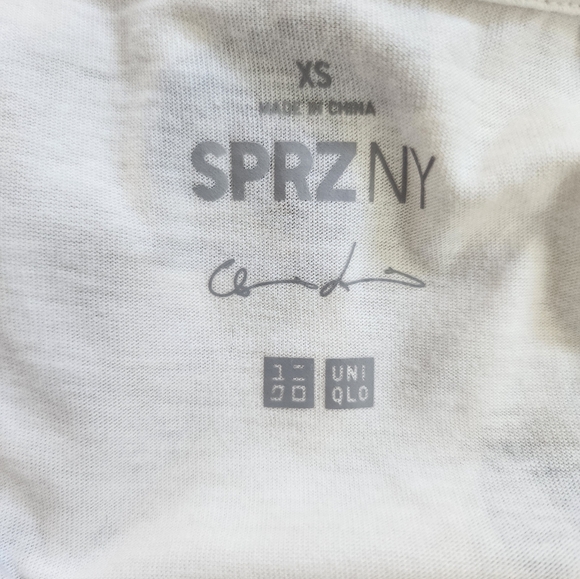 XS
MADE IN CHINA
SPRZ NY
ユニ UNI
クロ QLO